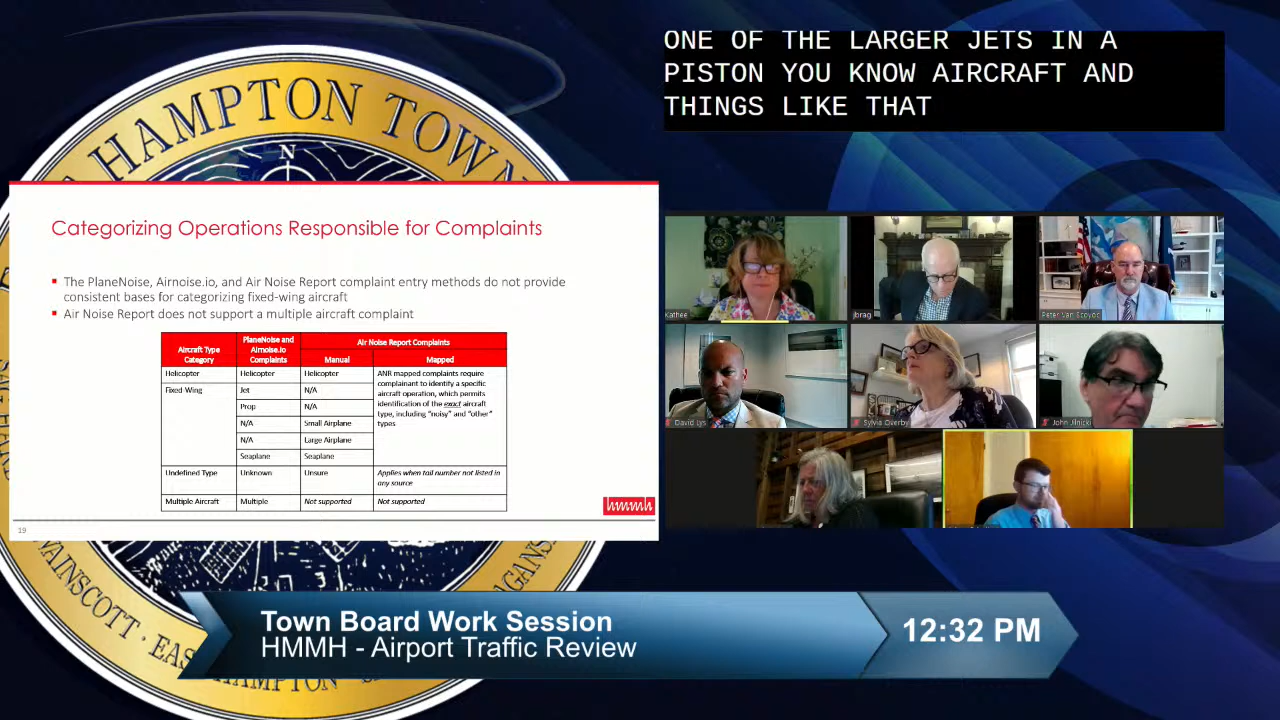 ONE OF THE LARGER JETS IN A
PISTON YOU KNOW AIRCRAFT AND
THINGS LIKE THAT
HAMPTON TOWN
N
Categorizing Operations Responsible for Complaints
The PlaneNoise, Airnoise.io, and Air Noise Report complaint entry methods do not provide
consistent bases for categorizing fixed-wing aircraft
Air Noise Report does not support a multiple aircraft complaint
Aircraft Type
Category
PlaneNoise and
Airnoise.io
Complaints
Air Noise Report Complaints
Manual
Mapped
Helicopter
Helicopter
Helicopter
ANR mapped complaints require
complainant to identify a specific
aircraft operation, which permits
identification of the exact aircraft
type, including "noisy" and "other"
types
Fixed-Wing
Jet
N/A
Prop
N/A
N/A
Small Airplane
N/A
Large Airplane
Seaplane
Seaplane
Undefined Type
Unknown
Unsure
Applies when tail number not listed in
any source
Multiple Aircraft
Multiple
Not supported
Not supported
hmmh
19
Kathee
jbrag
Peter Van Scoyoc
David Lys
Sylvia Overby
John Jilnicki
WAINSCOTT
Town Board Work Session
HMMH - Airport Traffic Review
12:32 PM